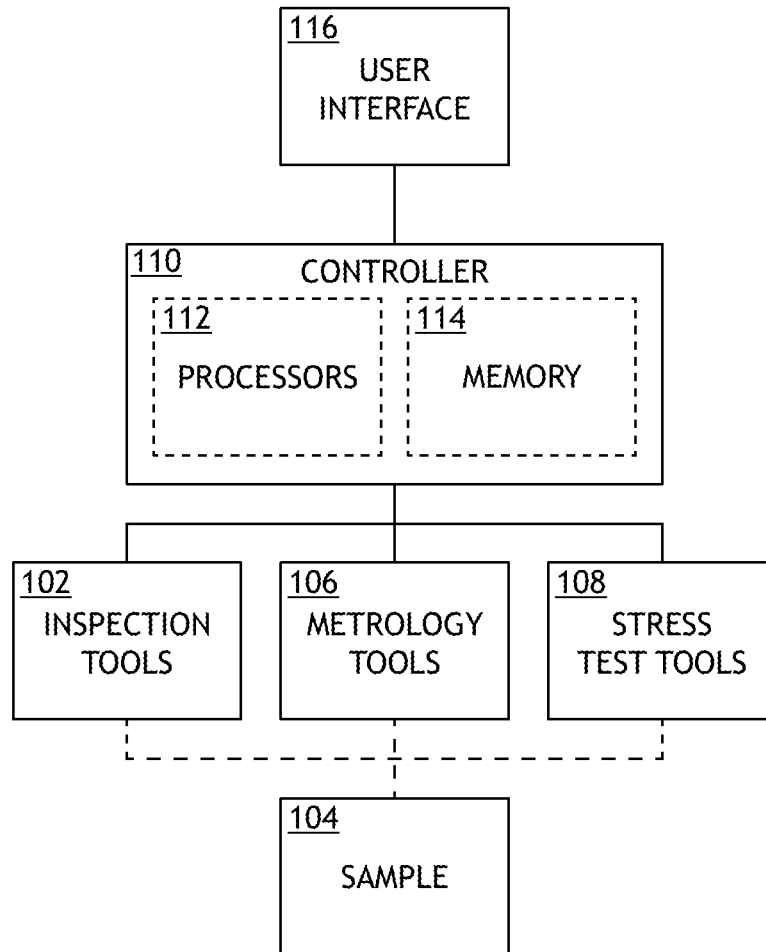 116
USER
INTERFACE
110
CONTROLLER
112
PROCESSORS
114
MEMORY
102
INSPECTION
TOOLS
106
METROLOGY
TOOLS
108
STRESS
TEST TOOLS
104
SAMPLE